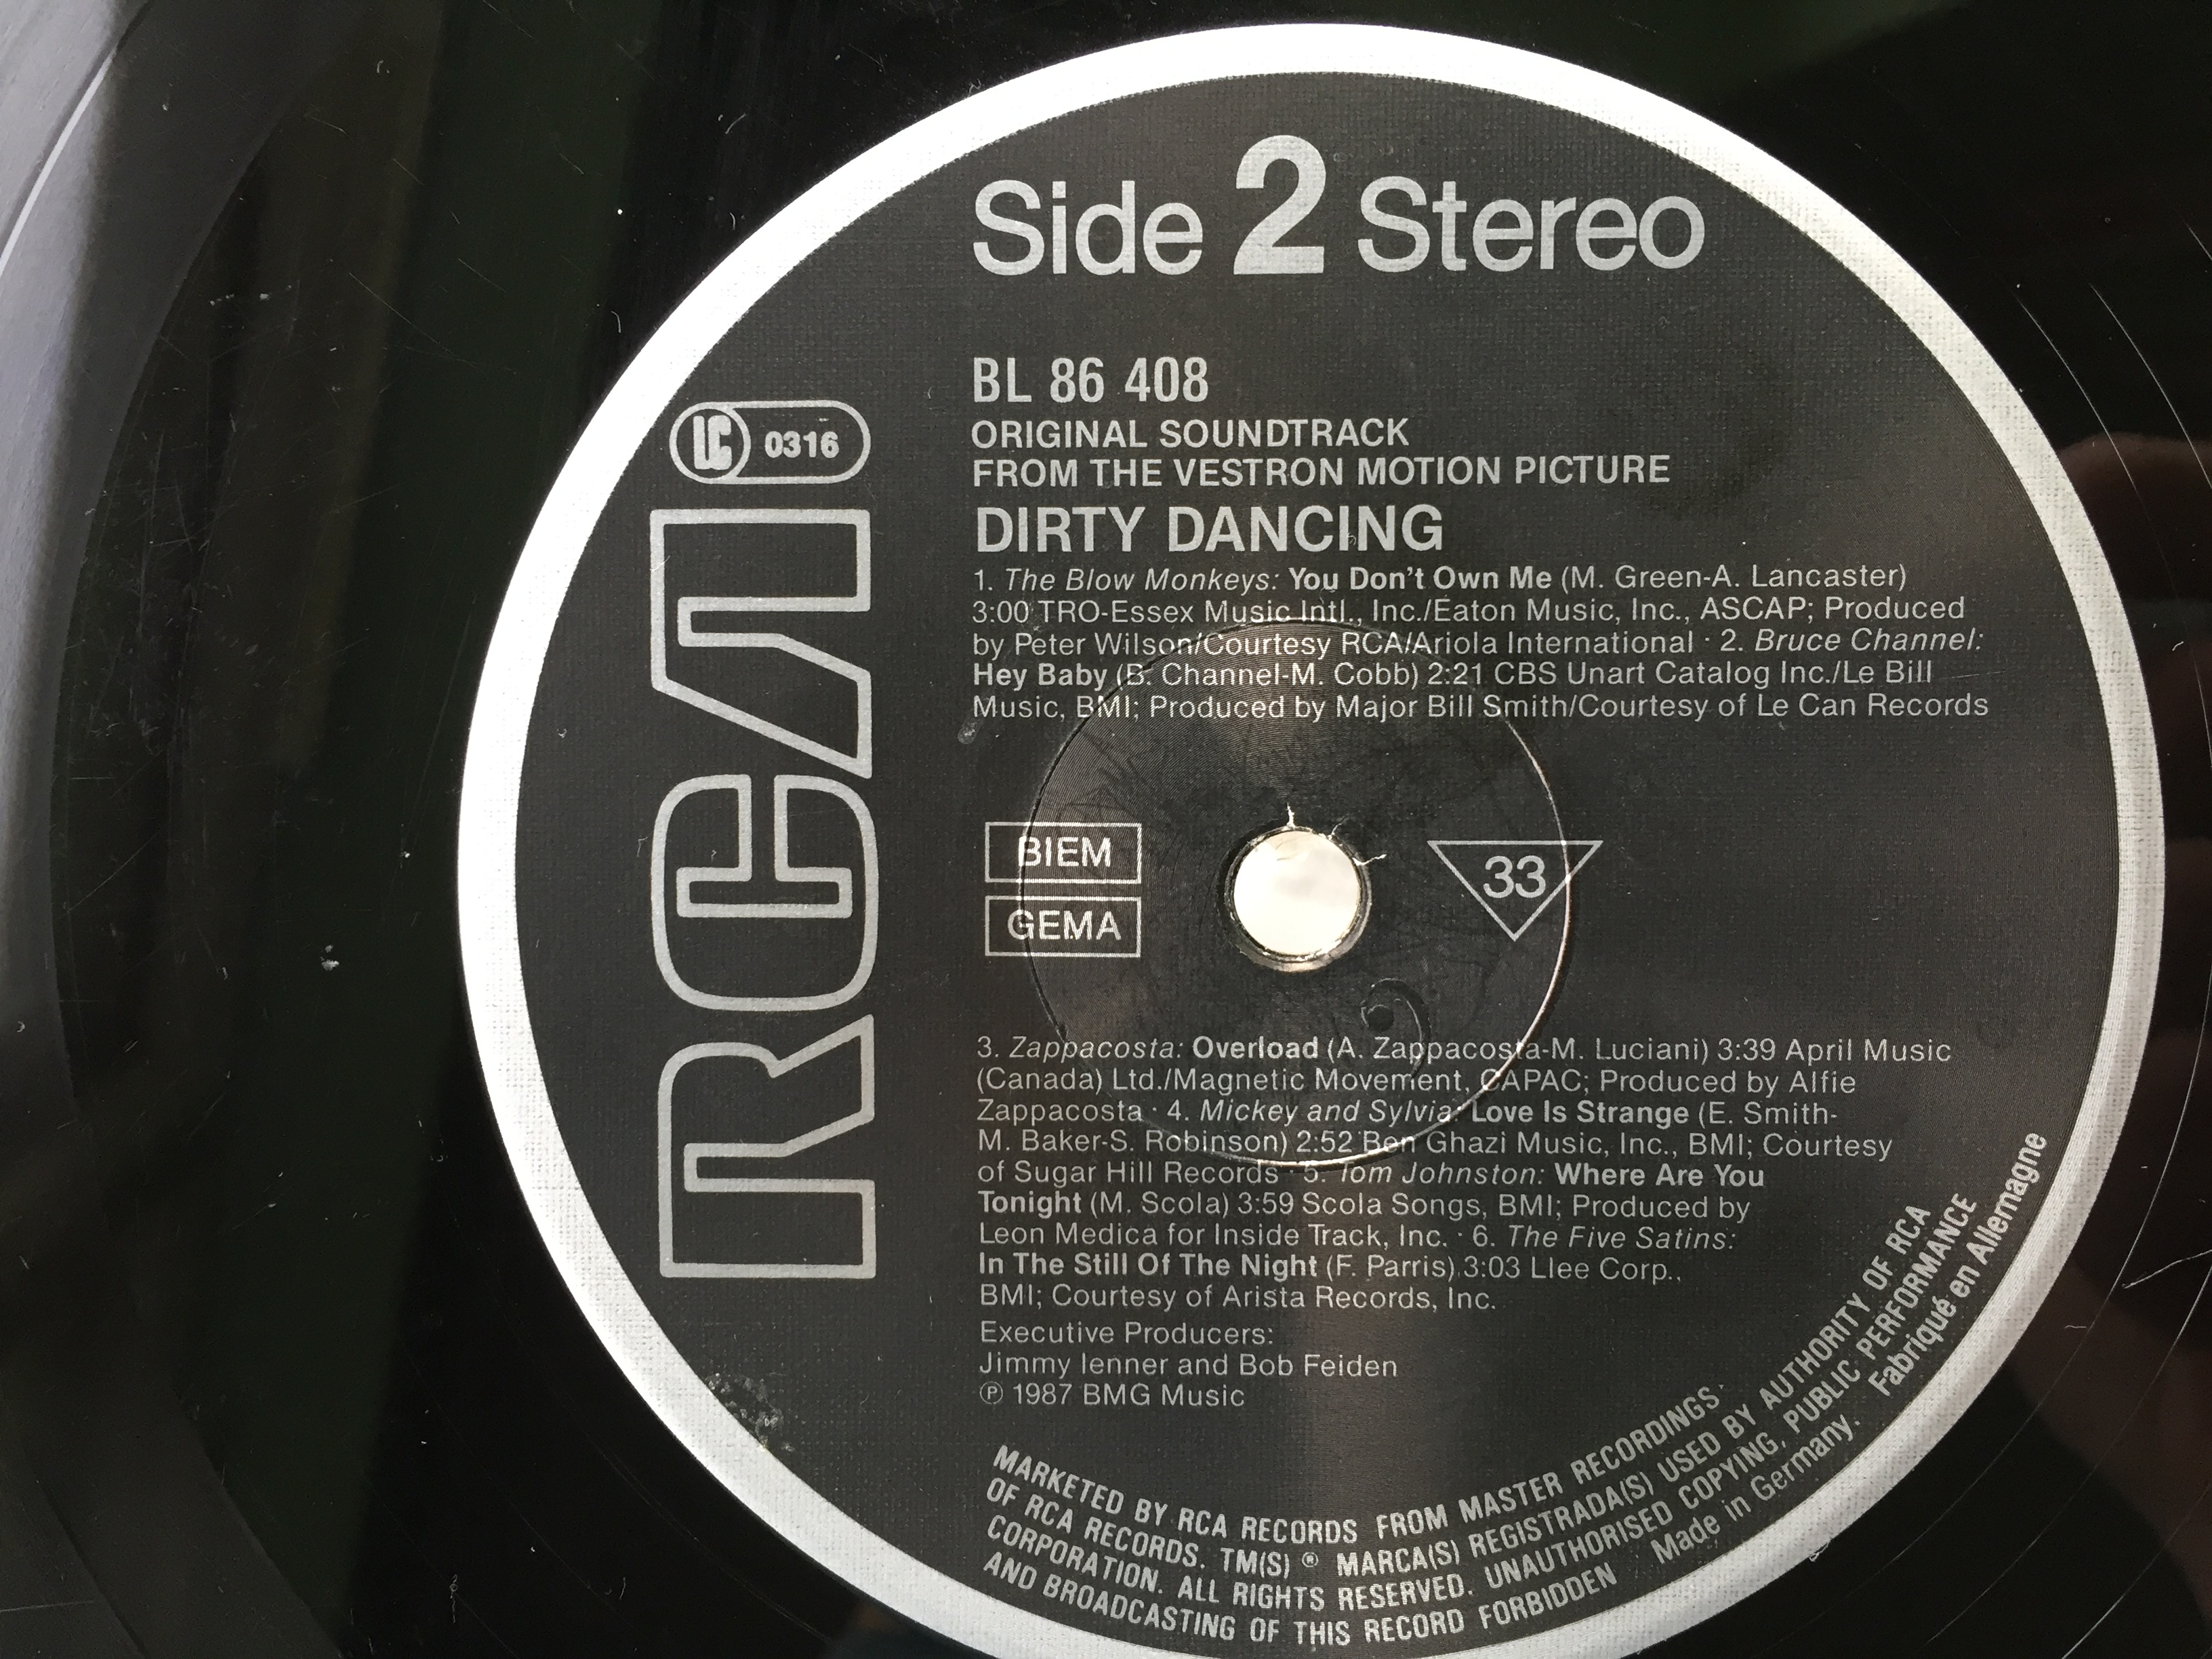 Side 2 Stereo
LC 0316
RCA
BL 86 408
ORIGINAL SOUNDTRACK
FROM THE VESTRON MOTION PICTURE
DIRTY DANCING
1. The Blow Monkeys: You Don't Own Me (M. Green-A. Lancaster)
3:00 TRO-Essex Music Intl., Inc./Eaton Music, Inc., ASCAP; Produced
by Peter Wilson/Courtesy RCA/Ariola International · 2. Bruce Channel:
Hey Baby (B. Channel-M. Cobb) 2:21 CBS Unart Catalog Inc./Le Bill
Music, BMI; Produced by Major Bill Smith/Courtesy of Le Can Records
BIEM
GEMA
33
3. Zappacosta: Overload (A. Zappacosta-M. Luciani) 3:39 April Music
(Canada) Ltd./Magnetic Movement, CAPAC; Produced by Alfie
Zappacosta · 4. Mickey and Sylvia: Love Is Strange (E. Smith-
M. Baker-S. Robinson) 2:52 Ben Ghazi Music, Inc., BMI; Courtesy
of Sugar Hill Records · 5. Tom Johnston: Where Are You
Tonight (M. Scola) 3:59 Scola Songs, BMI; Produced by
Leon Medica for Inside Track, Inc. · 6. The Five Satins:
In The Still Of The Night (F. Parris) 3:03 Llee Corp.,
BMI; Courtesy of Arista Records, Inc.
Executive Producers:
Jimmy Ienner and Bob Feiden
℗ 1987 BMG Music
MARKETED BY RCA RECORDS FROM MASTER RECORDINGS
OF RCA RECORDS. TM(S) ® MARCA(S) REGISTRADA(S) USED BY AUTHORITY OF RCA
CORPORATION. ALL RIGHTS RESERVED. UNAUTHORISED COPYING, PUBLIC PERFORMANCE
AND BROADCASTING OF THIS RECORD FORBIDDEN Made in Germany. Fabriqué en Allemagne